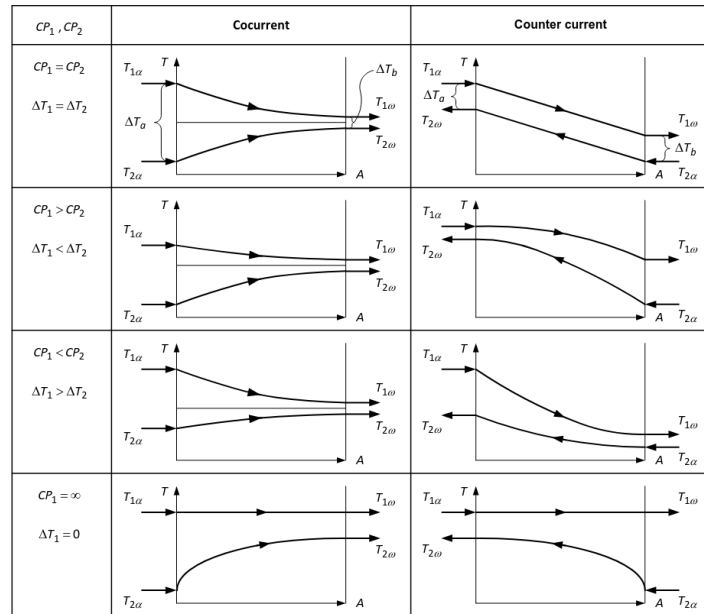 CP₁ , CP₂
Cocurrent
Counter current
CP₁ = CP₂
ΔT₁ = ΔT₂
T
T₁α
ΔTₐ
T₂α
ΔT_b
T₁ω
T₂ω
A
T
T₁α
ΔTₐ
T₂ω
T₁ω
ΔT_b
T₂α
A
CP₁ > CP₂
ΔT₁ < ΔT₂
T
T₁α
T₂α
T₁ω
T₂ω
A
T
T₁α
T₂ω
T₁ω
T₂α
A
CP₁ < CP₂
ΔT₁ > ΔT₂
T
T₁α
T₂α
T₁ω
T₂ω
A
T
T₁α
T₂ω
T₁ω
T₂α
A
CP₁ = ∞
ΔT₁ = 0
T
T₁α
T₂α
T₁ω
T₂ω
A
T
T₁α
T₂ω
T₁ω
T₂α
A